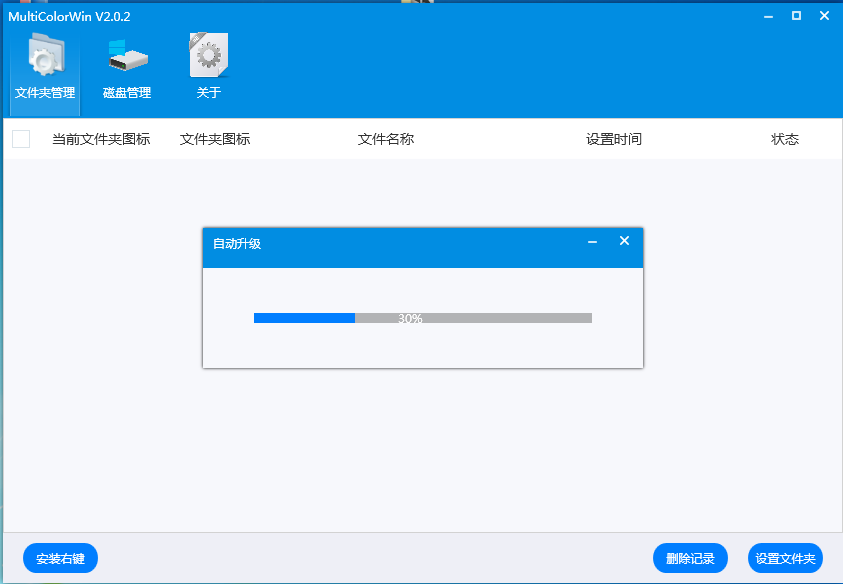 MultiColorWin V2.0.2
文件夹管理 磁盘管理 关于
当前文件夹图标 文件夹图标 文件名称 设置时间 状态
自动升级
30%
安装右键 删除记录 设置文件夹